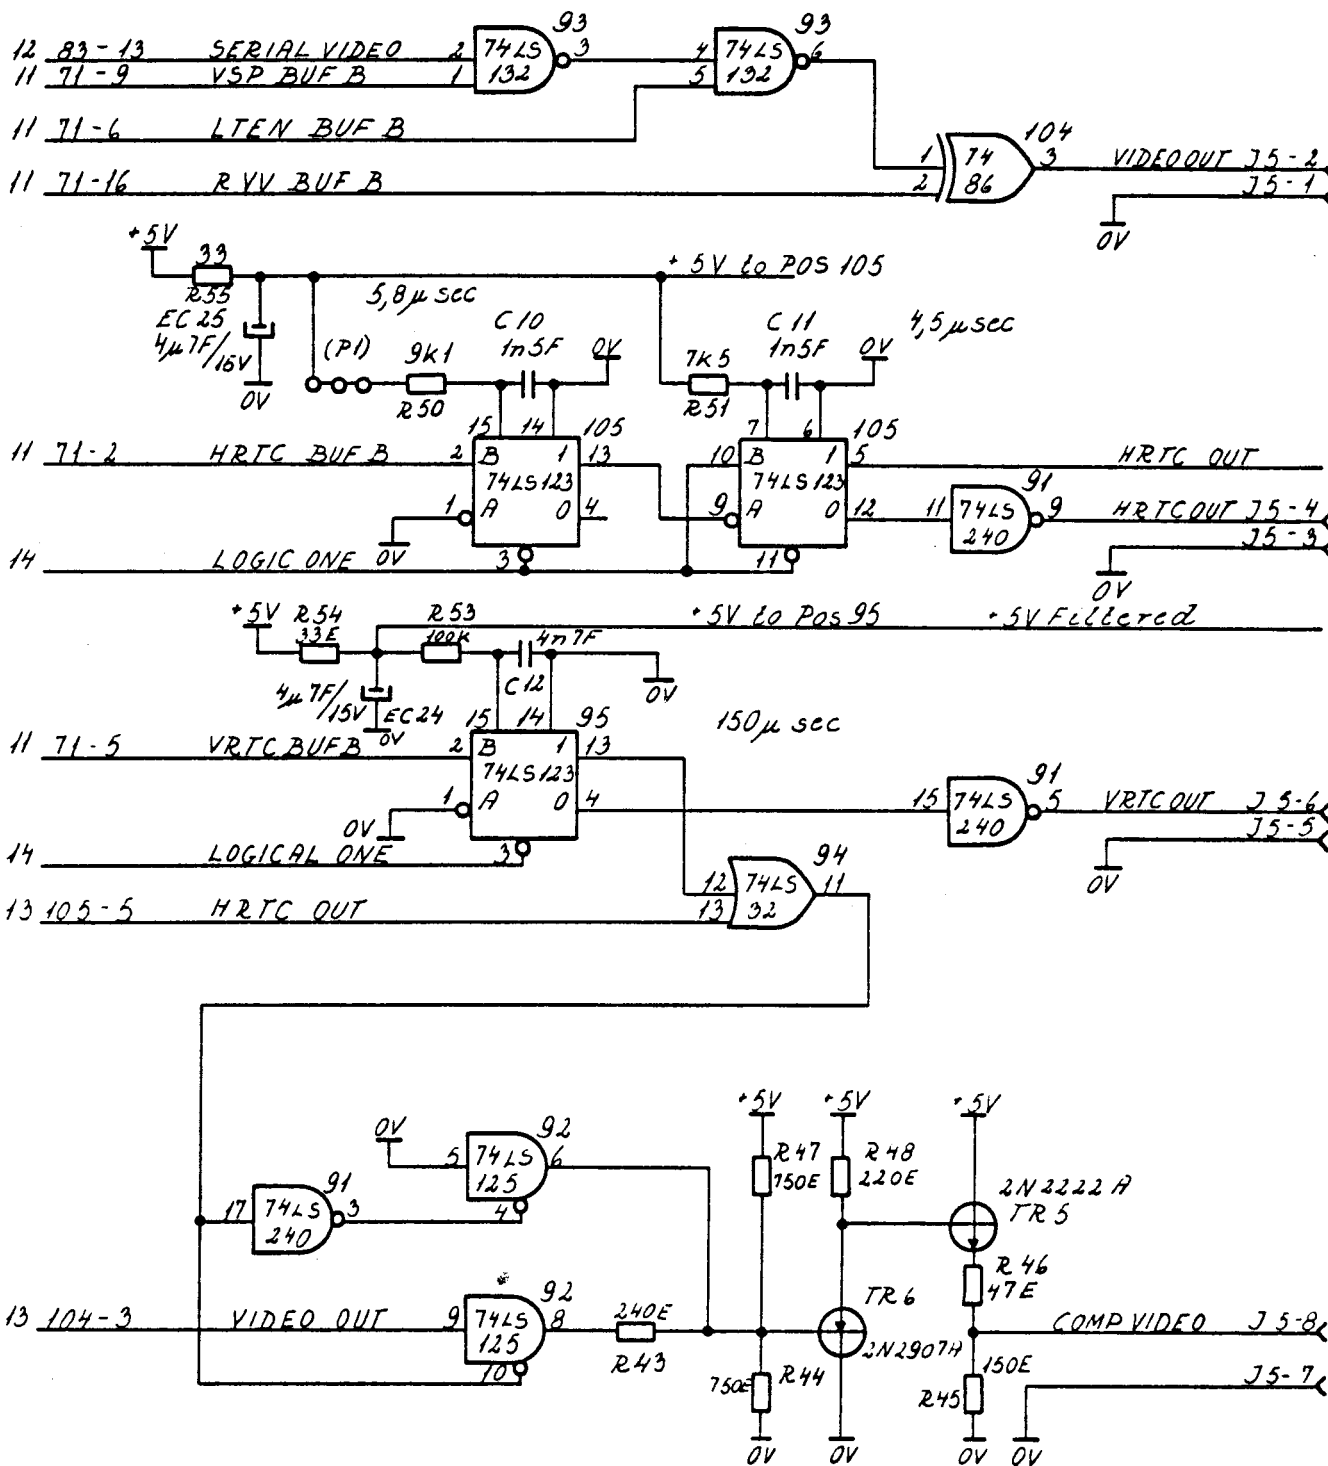 93
93
12 83-13 SERIAL VIDEO 2 74LS 132 3 4 74LS 132 6
11 71-9 VSP BUF B 1 5
11 71-6 LTEN BUF B
104
1 74 86 3 VIDEO OUT J5-2
11 71-16 RVV BUF B 2 J5-1
0V
+5V 33 +5V to POS 105
R55 5,8µsec
EC25 C10 C11 4,5µsec
4µ7F/15V (P1) 9K1 1n5F 0V 7K5 1n5F 0V
0V R50 R51
15 14 105 7 6 105
11 71-2 HRTC BUF B 2 B 1 13 10 B 1 5 HRTC OUT
74LS123 74LS123 91
1 A 0 4 9 A 0 12 11 74LS 240 9 HRTC OUT J5-4
0V J5-3
14 LOGIC ONE 3 11 0V
+5V R54 R53 +5V to Pos 95 +5V Filtered
33E 100K 4n7F
4µ7F/15V EC24 C12 0V
0V 15 14 95 150µsec
11 71-5 VRTC BUF B 2 B 1 13 91
74LS123
1 A 0 4 15 74LS 240 5 VRTC OUT J5-6
0V J5-5
14 LOGICAL ONE 3 94 0V
12 74LS 32 11
13 105-5 HRTC OUT 13
+5V +5V +5V
0V 92 R47 R48
5 74LS 125 6 750E 220E 2N2222A
91 4 TR5
17 74LS 240 3 R46
92 TR6 47E
13 104-3 VIDEO OUT 9 74LS 125 8 240E COMP VIDEO J5-8
10 R43 2N2907A
750E R44 150E J5-7
R45
0V 0V 0V 0V